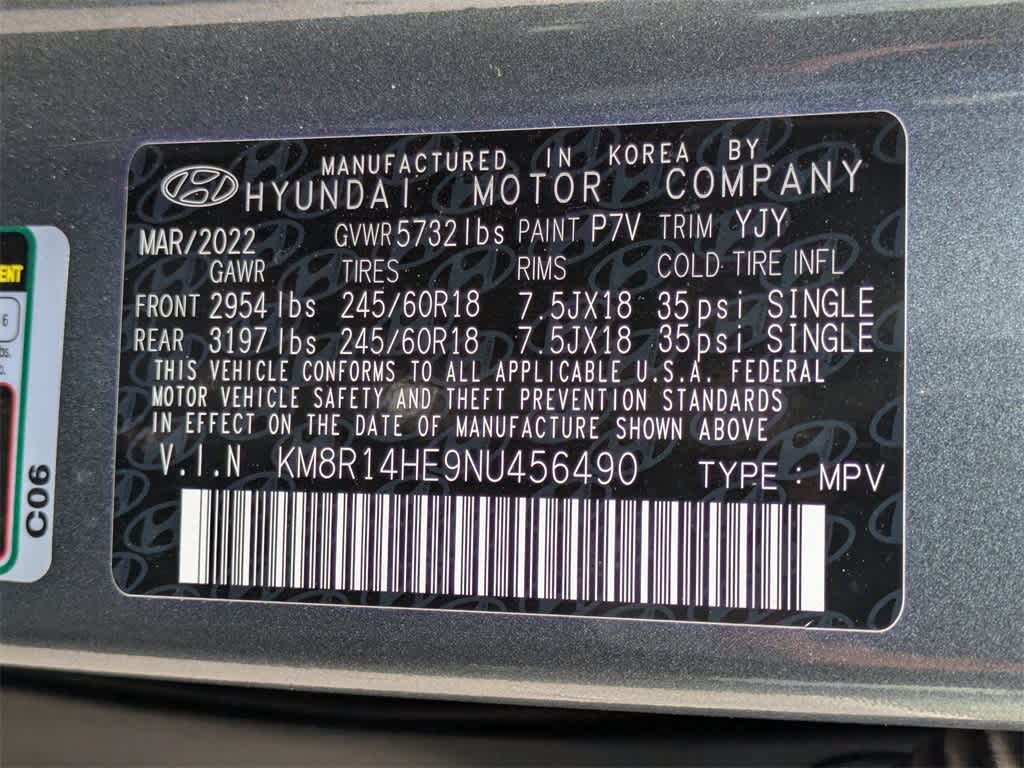 MANUFACTURED IN KOREA BY
HYUNDAI MOTOR COMPANY
MAR/2022 GVWR 5732 lbs PAINT P7V TRIM YJY
GAWR TIRES RIMS COLD TIRE INFL
FRONT 2954 lbs 245/60R18 7.5JX18 35psi SINGLE
REAR 3197 lbs 245/60R18 7.5JX18 35psi SINGLE
THIS VEHICLE CONFORMS TO ALL APPLICABLE U.S.A. FEDERAL
MOTOR VEHICLE SAFETY AND THEFT PREVENTION STANDARDS
IN EFFECT ON THE DATE OF MANUFACTURE SHOWN ABOVE
V.I.N KM8R14HE9NU456490 TYPE : MPV
6
C06